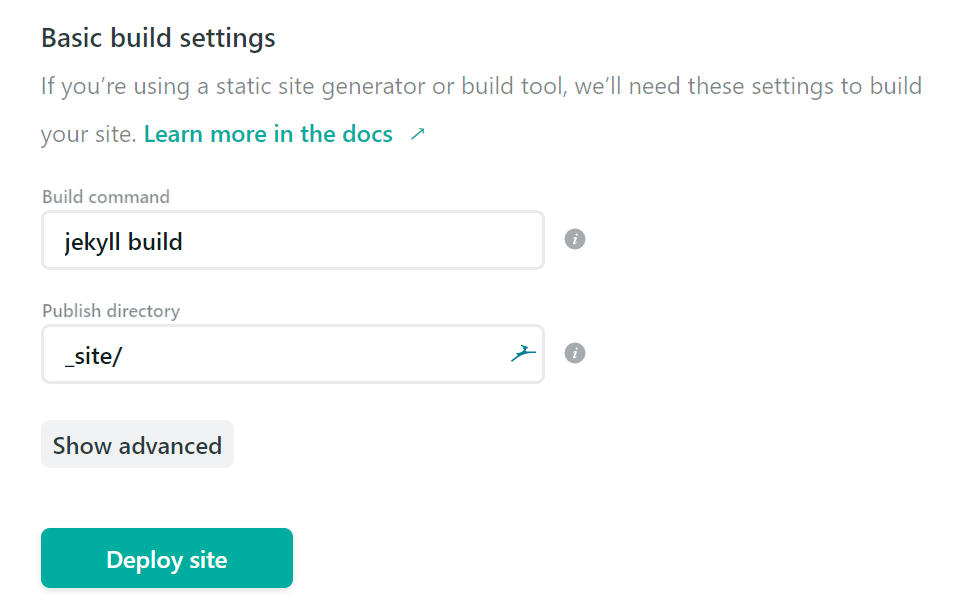 Basic build settings
If you’re using a static site generator or build tool, we’ll need these settings to build
your site. Learn more in the docs ↗
Build command
jekyll build
i
Publish directory
_site/
i
Show advanced
Deploy site